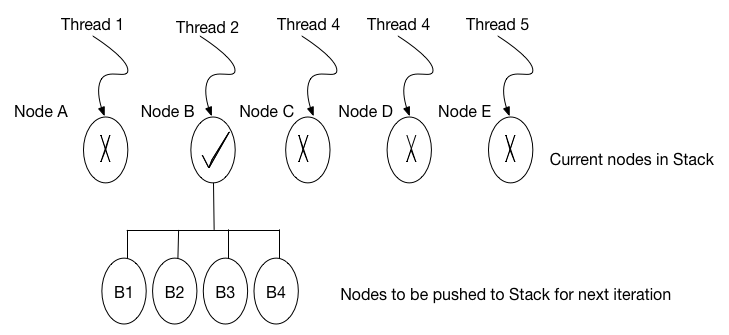 Thread 1 Thread 2 Thread 4 Thread 4 Thread 5
Node A Node B Node C Node D Node E
X X X X
Current nodes in Stack
B1 B2 B3 B4
Nodes to be pushed to Stack for next iteration